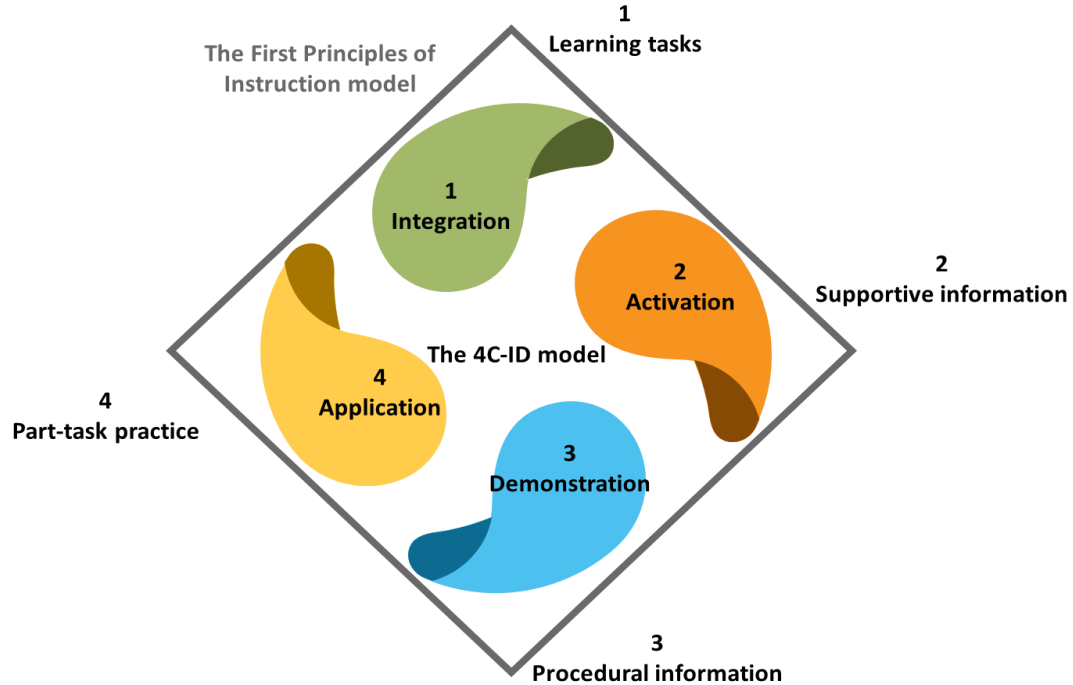 1
Learning tasks
The First Principles of
Instruction model
1
Integration
2
Activation
2
Supportive information
The 4C-ID model
4
Application
4
Part-task practice
3
Demonstration
3
Procedural information